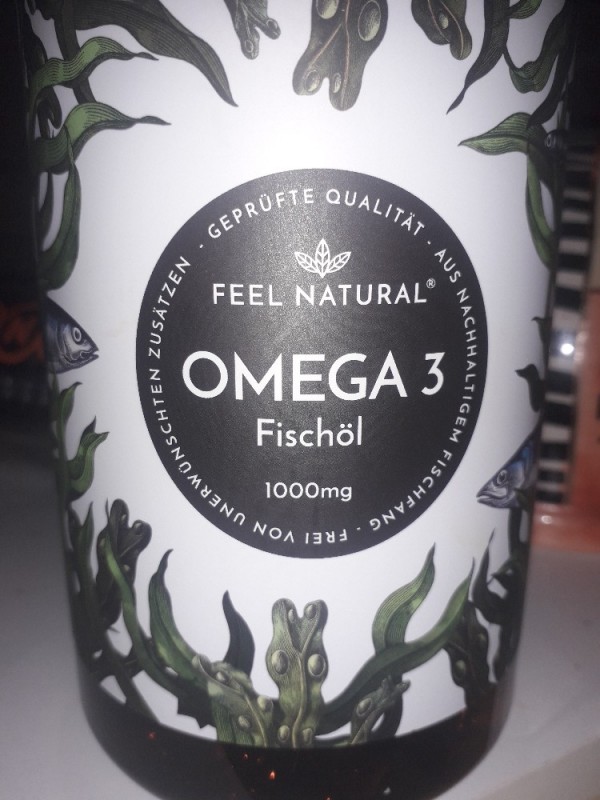 GEPRÜFTE QUALITÄT - AUS NACHHALTIGEM FISCHFANG - FREI VON UNERWÜNSCHTEN ZUSÄTZEN -
FEEL NATURAL®
OMEGA 3
Fischöl
1000mg